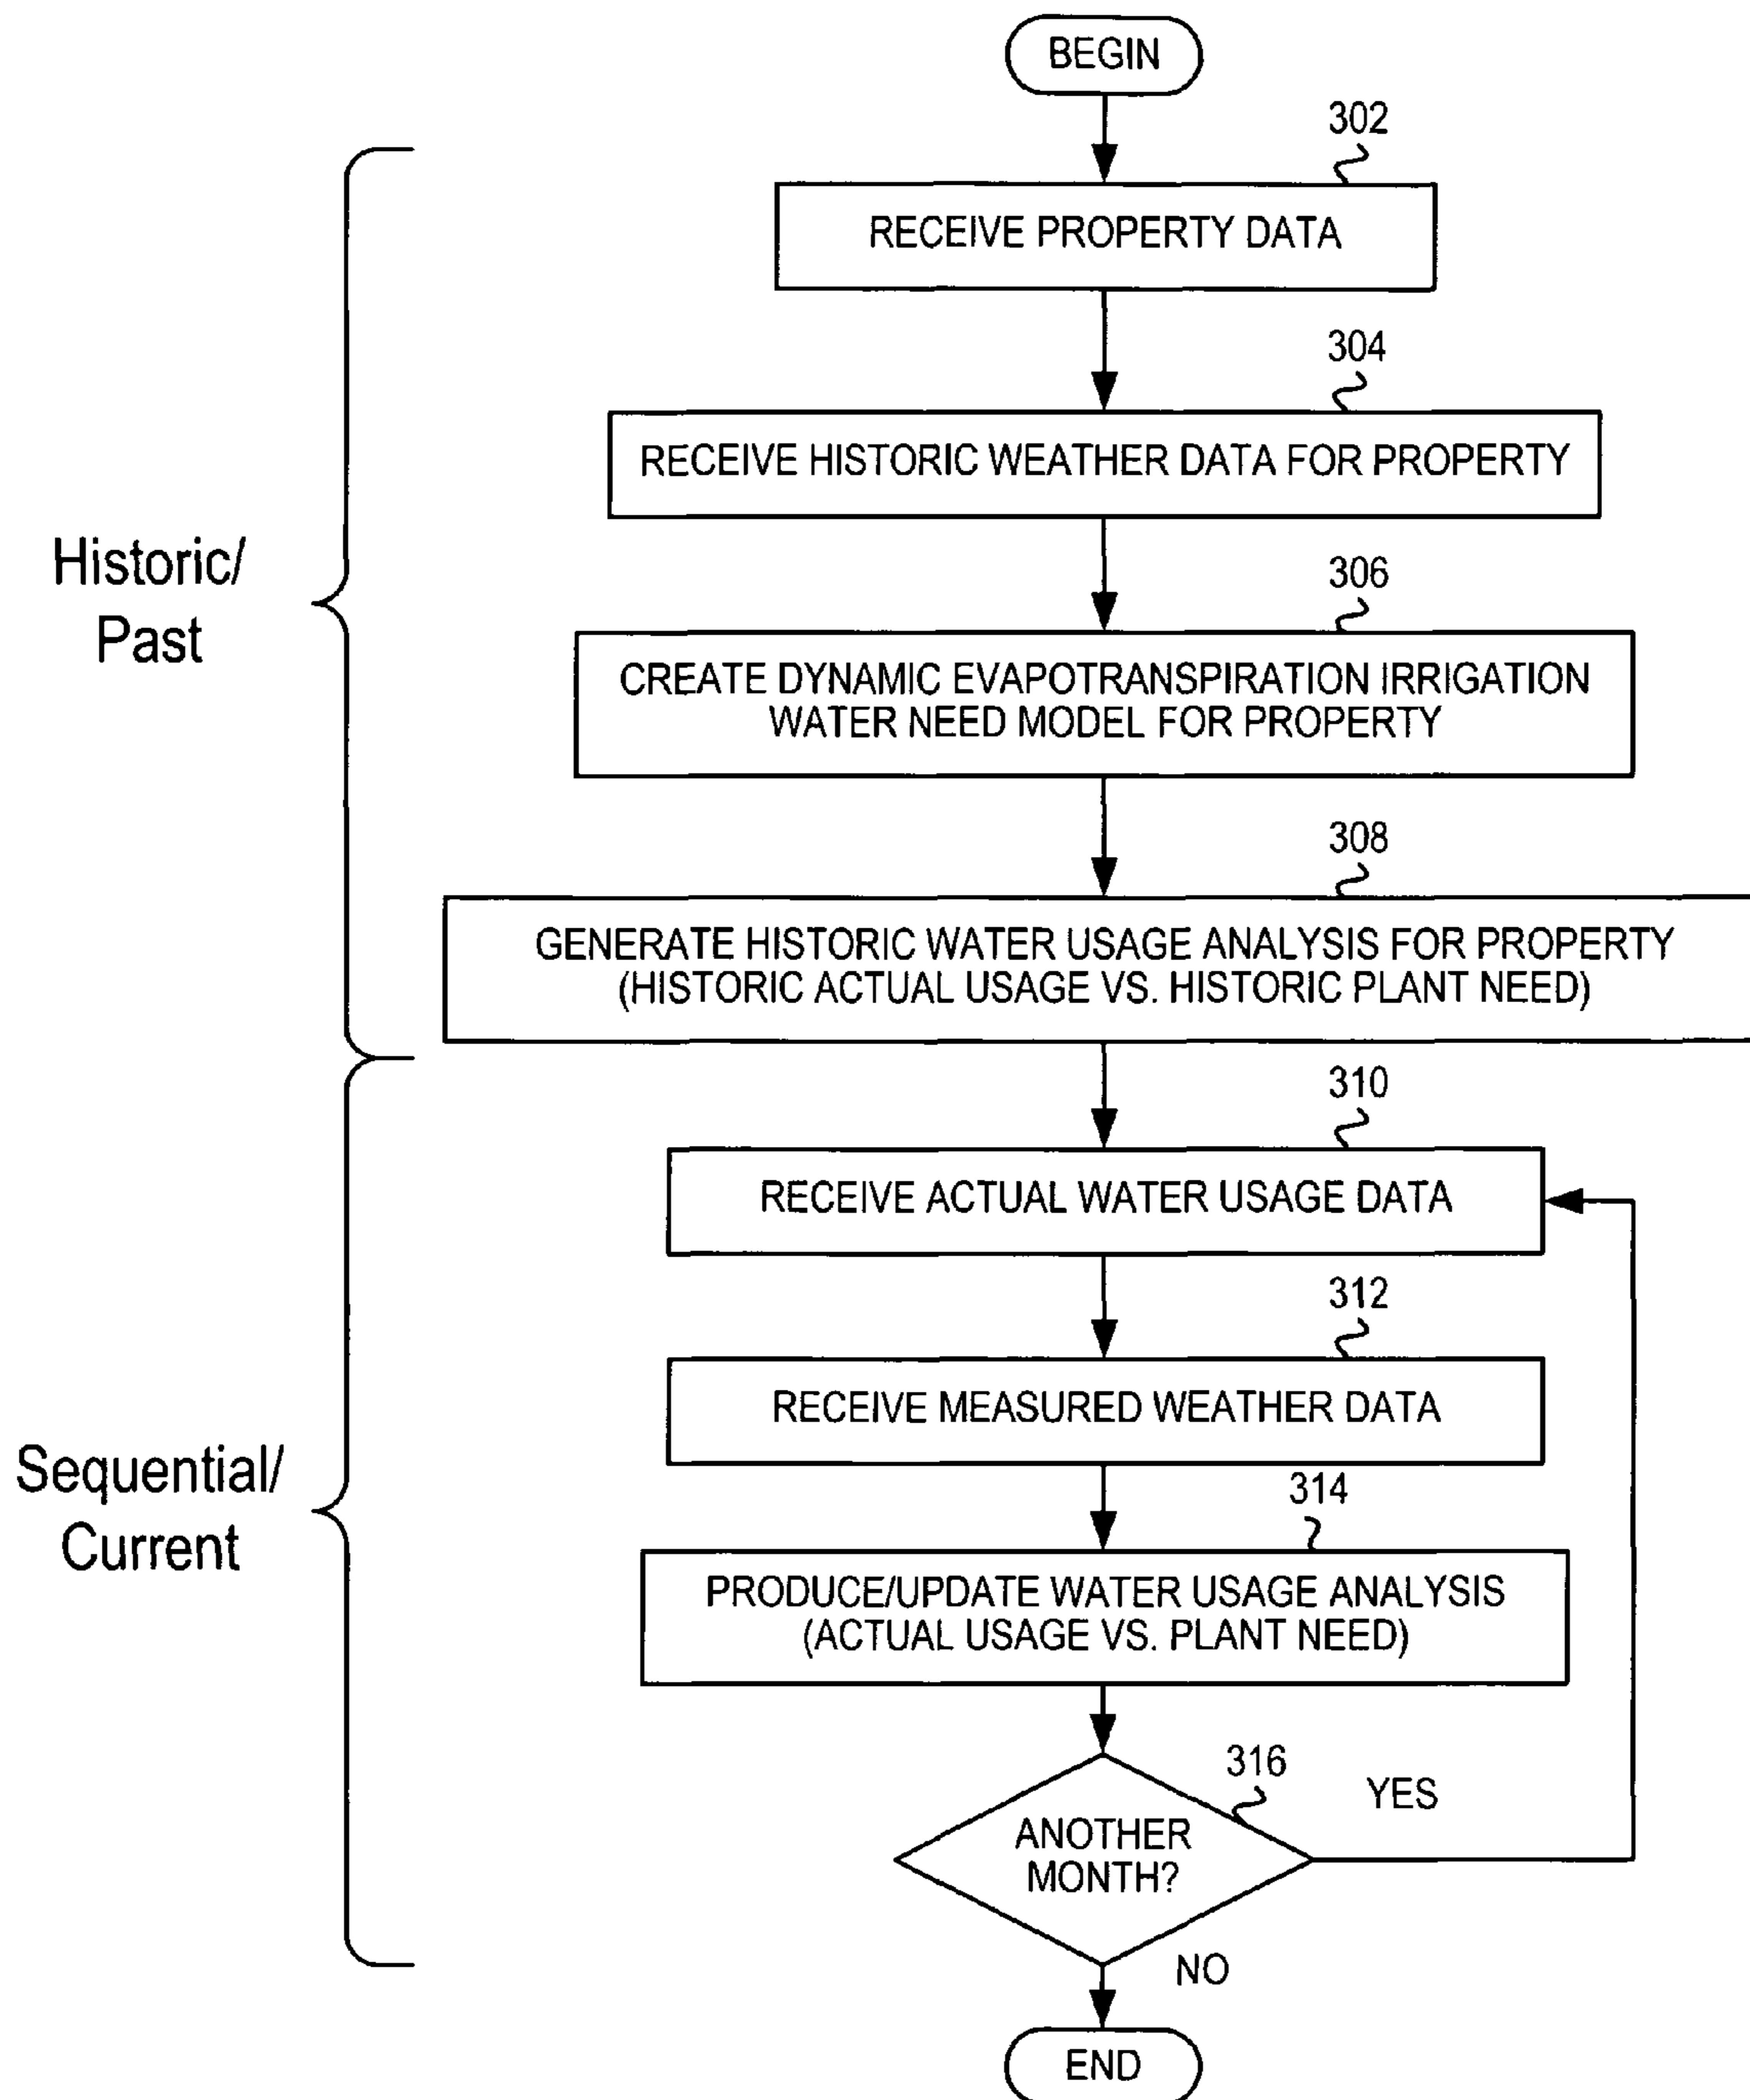 BEGIN
302
RECEIVE PROPERTY DATA
304
RECEIVE HISTORIC WEATHER DATA FOR PROPERTY
306
CREATE DYNAMIC EVAPOTRANSPIRATION IRRIGATION
WATER NEED MODEL FOR PROPERTY
308
GENERATE HISTORIC WATER USAGE ANALYSIS FOR PROPERTY
(HISTORIC ACTUAL USAGE VS. HISTORIC PLANT NEED)
Historic/
Past
310
RECEIVE ACTUAL WATER USAGE DATA
312
RECEIVE MEASURED WEATHER DATA
314
PRODUCE/UPDATE WATER USAGE ANALYSIS
(ACTUAL USAGE VS. PLANT NEED)
316
ANOTHER
MONTH?
YES
NO
Sequential/
Current
END